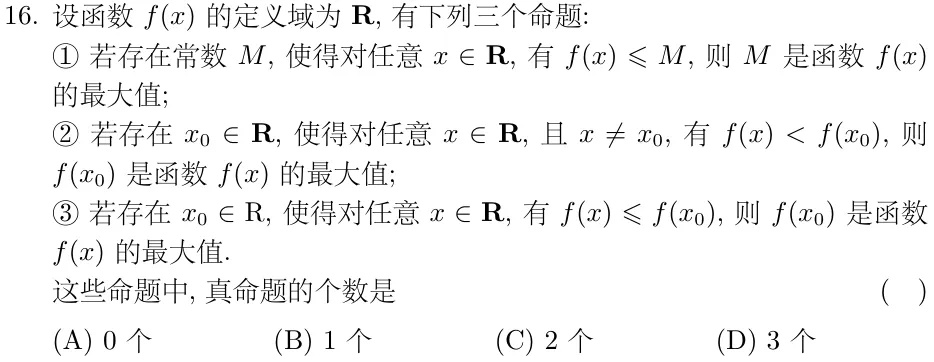 16. 设函数 f(x) 的定义域为 R, 有下列三个命题:
① 若存在常数 M, 使得对任意 x ∈ R, 有 f(x) ⩽ M, 则 M 是函数 f(x)
的最大值;
② 若存在 x₀ ∈ R, 使得对任意 x ∈ R, 且 x ≠ x₀, 有 f(x) < f(x₀), 则
f(x₀) 是函数 f(x) 的最大值;
③ 若存在 x₀ ∈ R, 使得对任意 x ∈ R, 有 f(x) ⩽ f(x₀), 则 f(x₀) 是函数
f(x) 的最大值.
这些命题中, 真命题的个数是 ( )
(A) 0 个 (B) 1 个 (C) 2 个 (D) 3 个